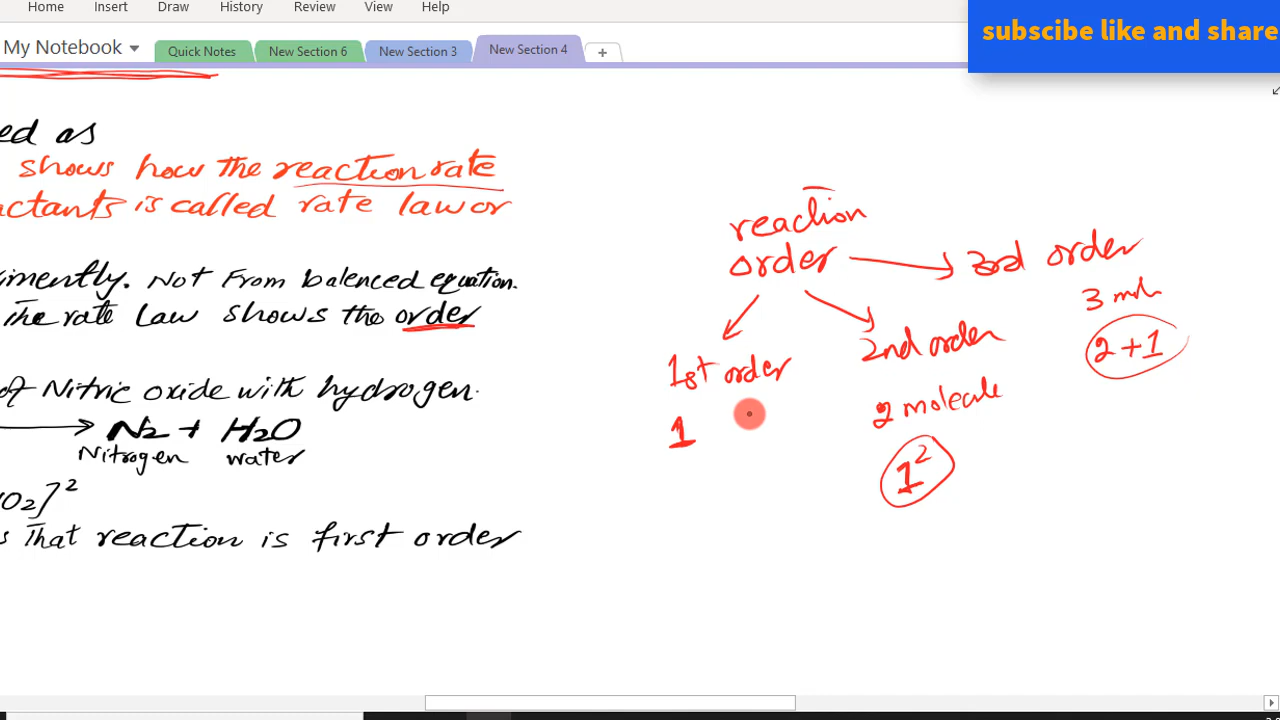 Home Insert Draw History Review View Help
subscibe like and share
My Notebook Quick Notes New Section 6 New Section 3 New Section 4 +
ed as
shows how the reaction rate
actants is called rate law or
imently. Not From balenced equation.
The rate law shows the order
of Nitric oxide with hydrogen.
→ N2 + H2O
Nitrogen water
O2]²
s That reaction is first order
reaction
order
3rd order
3 mole
2+1
1st order
1
2nd order
2 molecule
1²